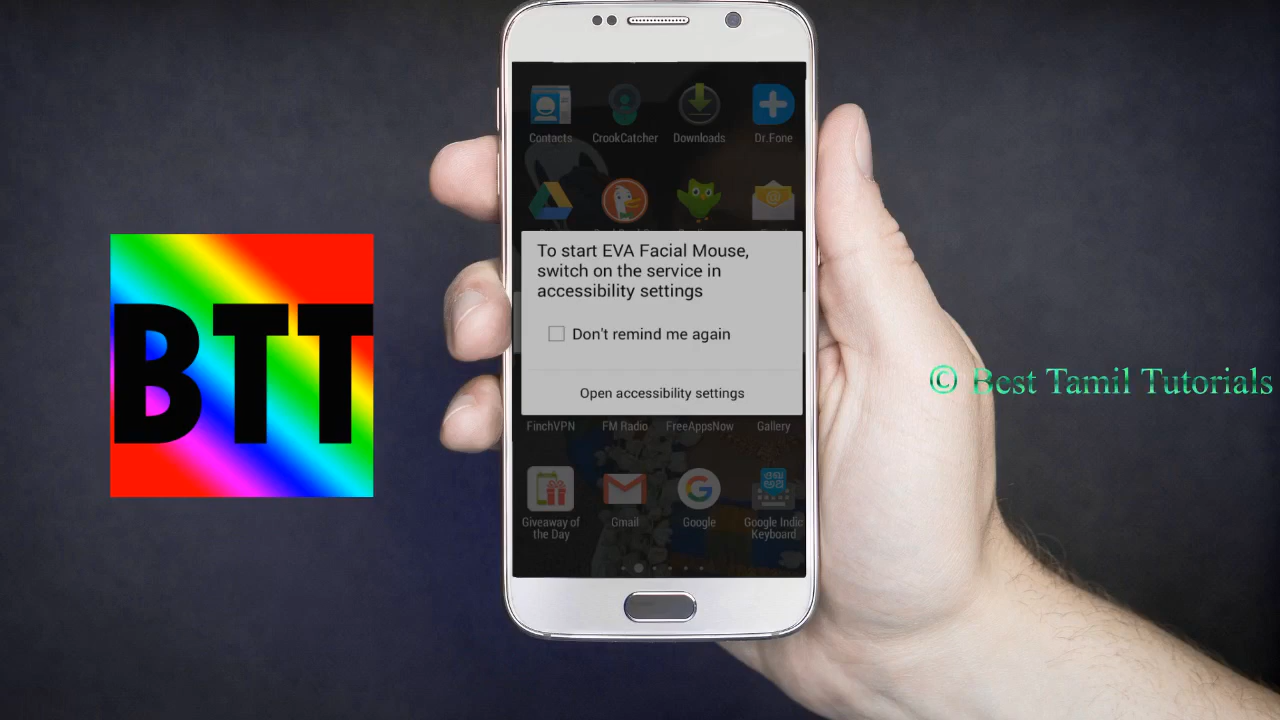 Contacts
CrookCatcher
Downloads
Dr.Fone
To start EVA Facial Mouse,
switch on the service in
accessibility settings
Don't remind me again
Open accessibility settings
FinchVPN
FM Radio
FreeAppsNow
Gallery
Giveaway of
the Day
Gmail
Google
Google Indic
Keyboard
BTT
© Best Tamil Tutorials